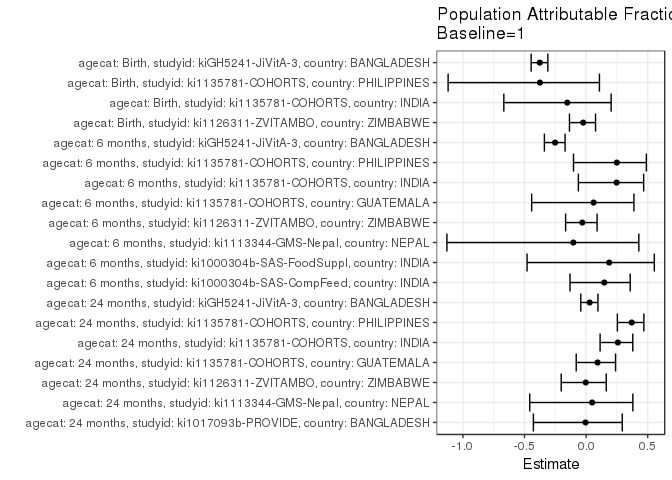 Population Attributable Fractic
Baseline=1
agecat: Birth, studyid: kiGH5241-JiVitA-3, country: BANGLADESH
agecat: Birth, studyid: ki1135781-COHORTS, country: PHILIPPINES
agecat: Birth, studyid: ki1135781-COHORTS, country: INDIA
agecat: Birth, studyid: ki1126311-ZVITAMBO, country: ZIMBABWE
agecat: 6 months, studyid: kiGH5241-JiVitA-3, country: BANGLADESH
agecat: 6 months, studyid: ki1135781-COHORTS, country: PHILIPPINES
agecat: 6 months, studyid: ki1135781-COHORTS, country: INDIA
agecat: 6 months, studyid: ki1135781-COHORTS, country: GUATEMALA
agecat: 6 months, studyid: ki1126311-ZVITAMBO, country: ZIMBABWE
agecat: 6 months, studyid: ki1113344-GMS-Nepal, country: NEPAL
agecat: 6 months, studyid: ki1000304b-SAS-FoodSuppl, country: INDIA
agecat: 6 months, studyid: ki1000304b-SAS-CompFeed, country: INDIA
agecat: 24 months, studyid: kiGH5241-JiVitA-3, country: BANGLADESH
agecat: 24 months, studyid: ki1135781-COHORTS, country: PHILIPPINES
agecat: 24 months, studyid: ki1135781-COHORTS, country: INDIA
agecat: 24 months, studyid: ki1135781-COHORTS, country: GUATEMALA
agecat: 24 months, studyid: ki1126311-ZVITAMBO, country: ZIMBABWE
agecat: 24 months, studyid: ki1113344-GMS-Nepal, country: NEPAL
agecat: 24 months, studyid: ki1017093b-PROVIDE, country: BANGLADESH
-1.0 -0.5 0.0 0.5
Estimate